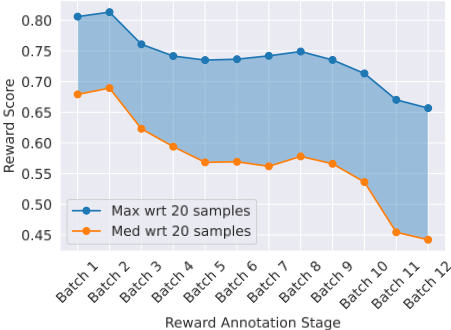 0.80
0.75
0.70
0.65
0.60
0.55
0.50
0.45
Reward Score
Max wrt 20 samples
Med wrt 20 samples
Batch 1
Batch 2
Batch 3
Batch 4
Batch 5
Batch 6
Batch 7
Batch 8
Batch 9
Batch 10
Batch 11
Batch 12
Reward Annotation Stage